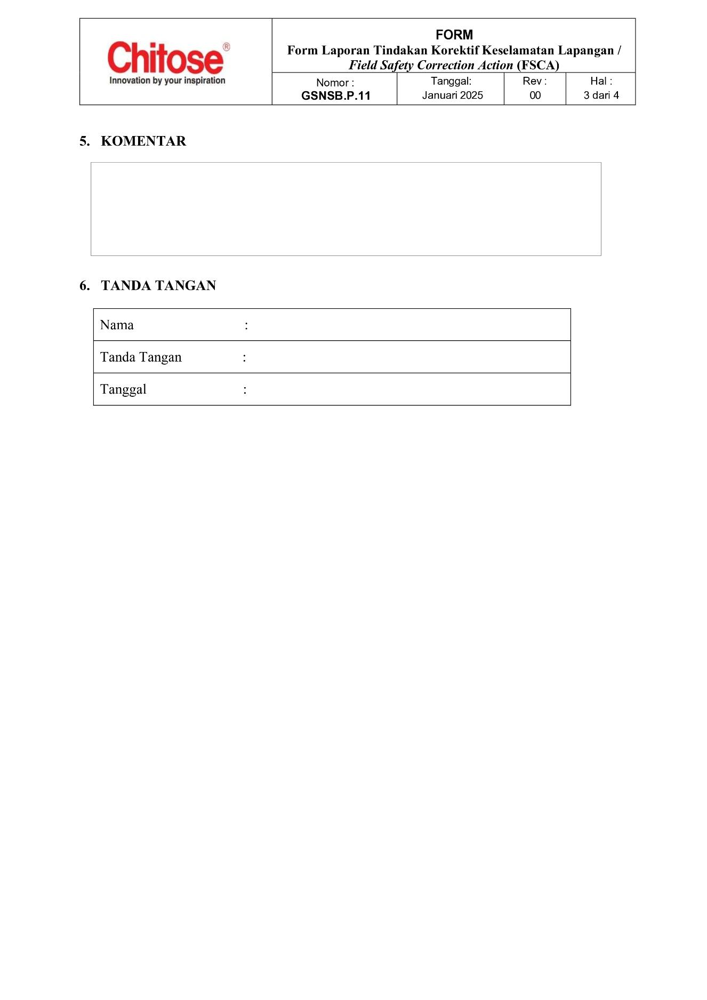 Chitose®
Innovation by your inspiration
FORM
Form Laporan Tindakan Korektif Keselamatan Lapangan /
Field Safety Correction Action (FSCA)
Nomor :
GSNSB.P.11
Tanggal:
Januari 2025
Rev :
00
Hal :
3 dari 4
5. KOMENTAR
6. TANDA TANGAN
Nama :
Tanda Tangan :
Tanggal :